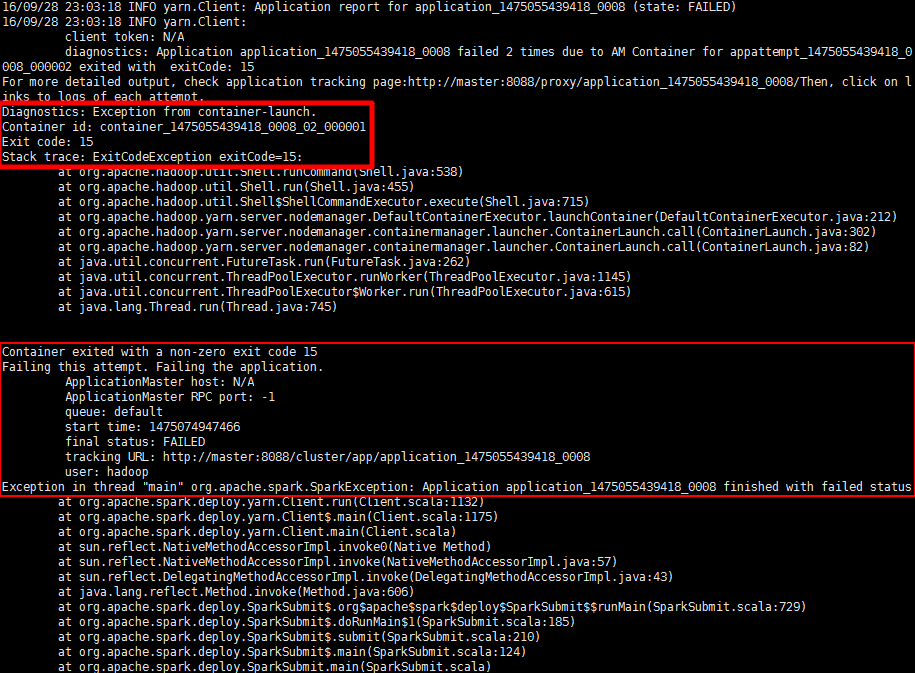 16/09/28 23:03:18 INFO yarn.Client: Application report for application_1475055439418_0008 (state: FAILED)
16/09/28 23:03:18 INFO yarn.Client:
client token: N/A
diagnostics: Application application_1475055439418_0008 failed 2 times due to AM Container for appattempt_1475055439418_0
008_000002 exited with  exitCode: 15
For more detailed output, check application tracking page:http://master:8088/proxy/application_1475055439418_0008/Then, click on l
inks to logs of each attempt.
Diagnostics: Exception from container-launch.
Container id: container_1475055439418_0008_02_000001
Exit code: 15
Stack trace: ExitCodeException exitCode=15:
at org.apache.hadoop.util.Shell.runCommand(Shell.java:538)
at org.apache.hadoop.util.Shell.run(Shell.java:455)
at org.apache.hadoop.util.Shell$ShellCommandExecutor.execute(Shell.java:715)
at org.apache.hadoop.yarn.server.nodemanager.DefaultContainerExecutor.launchContainer(DefaultContainerExecutor.java:212)
at org.apache.hadoop.yarn.server.nodemanager.containermanager.launcher.ContainerLaunch.call(ContainerLaunch.java:302)
at org.apache.hadoop.yarn.server.nodemanager.containermanager.launcher.ContainerLaunch.call(ContainerLaunch.java:82)
at java.util.concurrent.FutureTask.run(FutureTask.java:262)
at java.util.concurrent.ThreadPoolExecutor.runWorker(ThreadPoolExecutor.java:1145)
at java.util.concurrent.ThreadPoolExecutor$Worker.run(ThreadPoolExecutor.java:615)
at java.lang.Thread.run(Thread.java:745)
Container exited with a non-zero exit code 15
Failing this attempt. Failing the application.
ApplicationMaster host: N/A
ApplicationMaster RPC port: -1
queue: default
start time: 1475074947466
final status: FAILED
tracking URL: http://master:8088/cluster/app/application_1475055439418_0008
user: hadoop
Exception in thread "main" org.apache.spark.SparkException: Application application_1475055439418_0008 finished with failed status
at org.apache.spark.deploy.yarn.Client.run(Client.scala:1132)
at org.apache.spark.deploy.yarn.Client$.main(Client.scala:1175)
at org.apache.spark.deploy.yarn.Client.main(Client.scala)
at sun.reflect.NativeMethodAccessorImpl.invoke0(Native Method)
at sun.reflect.NativeMethodAccessorImpl.invoke(NativeMethodAccessorImpl.java:57)
at sun.reflect.DelegatingMethodAccessorImpl.invoke(DelegatingMethodAccessorImpl.java:43)
at java.lang.reflect.Method.invoke(Method.java:606)
at org.apache.spark.deploy.SparkSubmit$.org$apache$spark$deploy$SparkSubmit$$runMain(SparkSubmit.scala:729)
at org.apache.spark.deploy.SparkSubmit$.doRunMain$1(SparkSubmit.scala:185)
at org.apache.spark.deploy.SparkSubmit$.submit(SparkSubmit.scala:210)
at org.apache.spark.deploy.SparkSubmit$.main(SparkSubmit.scala:124)
at org.apache.spark.deploy.SparkSubmit.main(SparkSubmit.scala)